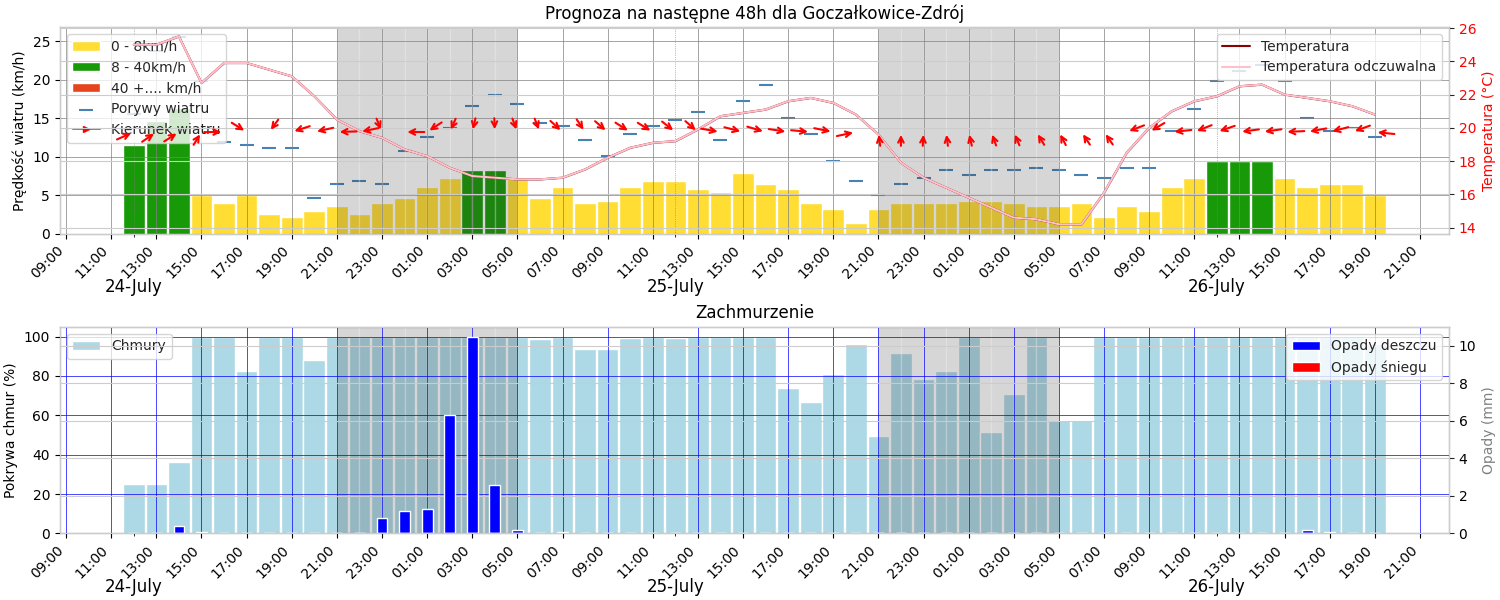 Prognoza na następne 48h dla Goczałkowice-Zdrój
Prędkość wiatru (km/h)
25
20
15
10
5
0
0 - 8km/h
8 - 40km/h
40 +.... km/h
Porywy wiatru
Kierunek wiatru
Temperatura
Temperatura odczuwalna
26
24
22
20
18
16
14
Temperatura (°C)
09:00 11:00 13:00 15:00 17:00 19:00 21:00 23:00 01:00 03:00 05:00 07:00 09:00 11:00 13:00 15:00 17:00 19:00 21:00 23:00 01:00 03:00 05:00 07:00 09:00 11:00 13:00 15:00 17:00 19:00 21:00
24-July 25-July 26-July
Zachmurzenie
Pokrywa chmur (%)
100
80
60
40
20
0
Chmury
Opady deszczu
Opady śniegu
10
8
6
4
2
0
Opady (mm)
09:00 11:00 13:00 15:00 17:00 19:00 21:00 23:00 01:00 03:00 05:00 07:00 09:00 11:00 13:00 15:00 17:00 19:00 21:00 23:00 01:00 03:00 05:00 07:00 09:00 11:00 13:00 15:00 17:00 19:00 21:00
24-July 25-July 26-July